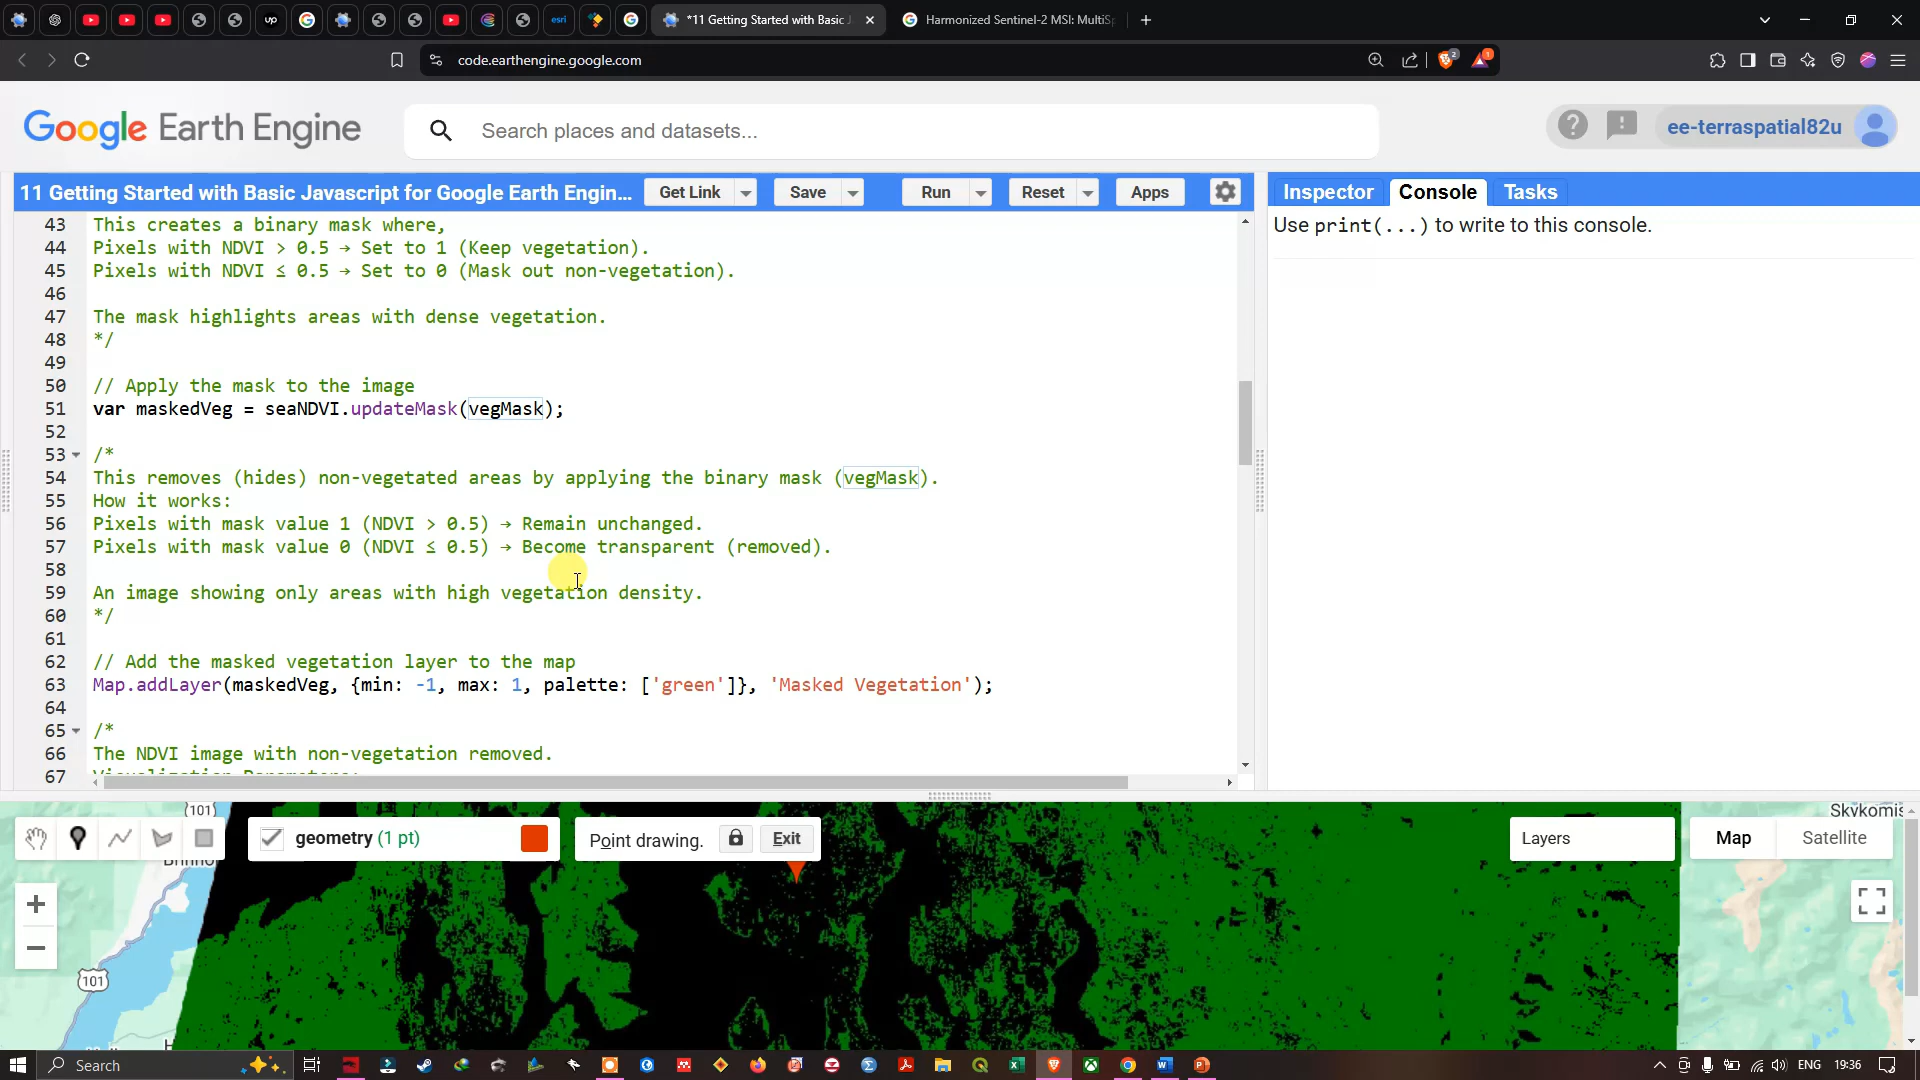 up
esri
*11 Getting Started with Basic J
Harmonized Sentinel-2 MSI: MultiSp
code.earthengine.google.com
2
1
Google Earth Engine
Search places and datasets...
ee-terraspatial82u
11 Getting Started with Basic Javascript for Google Earth Engin...
Get Link
Save
Run
Reset
Apps
Inspector
Console
Tasks
Use print(...) to write to this console.
43 This creates a binary mask where,
44 Pixels with NDVI > 0.5 → Set to 1 (Keep vegetation).
45 Pixels with NDVI ≤ 0.5 → Set to 0 (Mask out non-vegetation).
46
47 The mask highlights areas with dense vegetation.
48 */
49
50 // Apply the mask to the image
51 var maskedVeg = seaNDVI.updateMask(vegMask);
52
53 /*
54 This removes (hides) non-vegetated areas by applying the binary mask (vegMask).
55 How it works:
56 Pixels with mask value 1 (NDVI > 0.5) → Remain unchanged.
57 Pixels with mask value 0 (NDVI ≤ 0.5) → Become transparent (removed).
58
59 An image showing only areas with high vegetation density.
60 */
61
62 // Add the masked vegetation layer to the map
63 Map.addLayer(maskedVeg, {min: -1, max: 1, palette: ['green']}, 'Masked Vegetation');
64
65 /*
66 The NDVI image with non-vegetation removed.
67
101
Skykomis
geometry (1 pt)
Point drawing.
Exit
Layers
Map
Satellite
101
Search
ENG
19:36